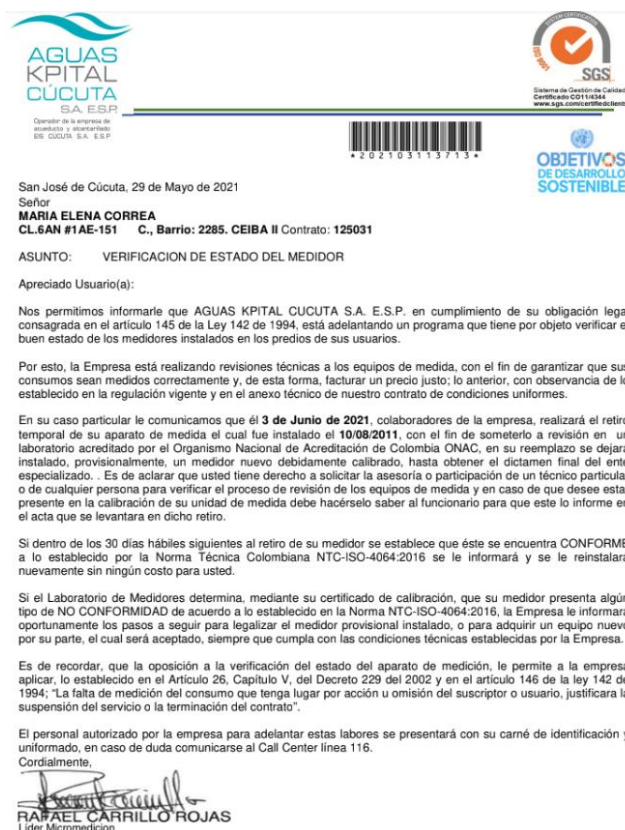 AGUAS
KPITAL
CÚCUTA
S.A. E.S.P.
Operador de la empresa de
acueducto y alcantarillado
EIS CUCUTA S.A. E.S.P
SYSTEM CERTIFICATION
ISO 9001
SGS
Sistema de Gestión de Calidad
Certificado CO11/4344
www.sgs.com/certifiedclients
*202103113713*
OBJETIVOS
DE DESARROLLO
SOSTENIBLE
San José de Cúcuta, 29 de Mayo de 2021
Señor
MARIA ELENA CORREA
CL.6AN #1AE-151 C., Barrio: 2285. CEIBA II Contrato: 125031
ASUNTO: VERIFICACION DE ESTADO DEL MEDIDOR
Apreciado Usuario(a):
Nos permitimos informarle que AGUAS KPITAL CUCUTA S.A. E.S.P. en cumplimiento de su obligación lega
consagrada en el artículo 145 de la Ley 142 de 1994, está adelantando un programa que tiene por objeto verificar e
buen estado de los medidores instalados en los predios de sus usuarios.
Por esto, la Empresa está realizando revisiones técnicas a los equipos de medida, con el fin de garantizar que sus
consumos sean medidos correctamente y, de esta forma, facturar un precio justo; lo anterior, con observancia de lo
establecido en la regulación vigente y en el anexo técnico de nuestro contrato de condiciones uniformes.
En su caso particular le comunicamos que él 3 de Junio de 2021, colaboradores de la empresa, realizará el retiro
temporal de su aparato de medida el cual fue instalado el 10/08/2011, con el fin de someterlo a revisión en un
laboratorio acreditado por el Organismo Nacional de Acreditación de Colombia ONAC, en su reemplazo se dejara
instalado, provisionalmente, un medidor nuevo debidamente calibrado, hasta obtener el dictamen final del ente
especializado. . Es de aclarar que usted tiene derecho a solicitar la asesoría o participación de un técnico particula
o de cualquier persona para verificar el proceso de revisión de los equipos de medida y en caso de que desee esta
presente en la calibración de su unidad de medida debe hacérselo saber al funcionario para que este lo informe en
el acta que se levantara en dicho retiro.
Si dentro de los 30 días hábiles siguientes al retiro de su medidor se establece que éste se encuentra CONFORME
a lo establecido por la Norma Técnica Colombiana NTC-ISO-4064:2016 se le informará y se le reinstalará
nuevamente sin ningún costo para usted.
Si el Laboratorio de Medidores determina, mediante su certificado de calibración, que su medidor presenta algún
tipo de NO CONFORMIDAD de acuerdo a lo establecido en la Norma NTC-ISO-4064:2016, la Empresa le informará
oportunamente los pasos a seguir para legalizar el medidor provisional instalado, o para adquirir un equipo nuevo
por su parte, el cual será aceptado, siempre que cumpla con las condiciones técnicas establecidas por la Empresa.
Es de recordar, que la oposición a la verificación del estado del aparato de medición, le permite a la empresa
aplicar, lo establecido en el Artículo 26, Capítulo V, del Decreto 229 del 2002 y en el artículo 146 de la ley 142 de
1994; “La falta de medición del consumo que tenga lugar por acción u omisión del suscriptor o usuario, justificara la
suspensión del servicio o la terminación del contrato”.
El personal autorizado por la empresa para adelantar estas labores se presentará con su carné de identificación y
uniformado, en caso de duda comunicarse al Call Center línea 116.
Cordialmente,
RAFAEL CARRILLO ROJAS
Lider Micromedicion